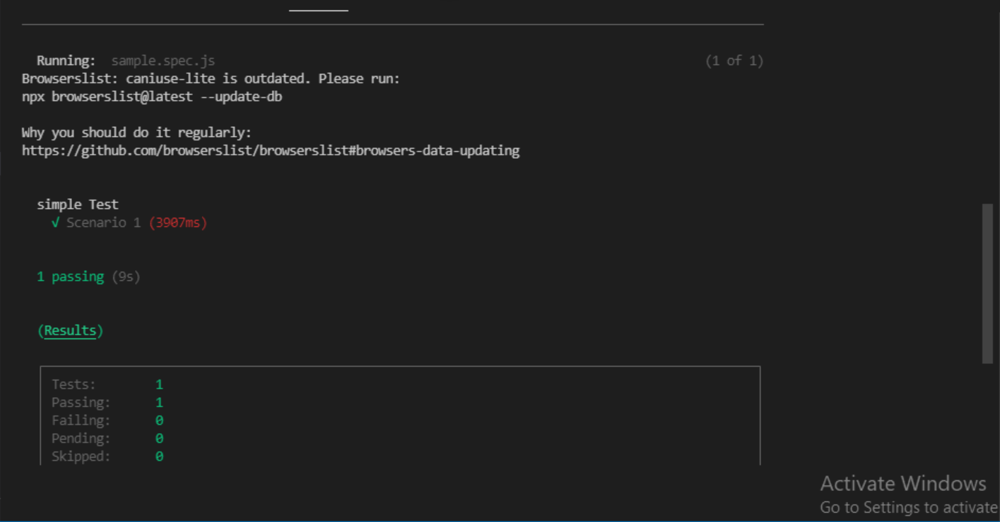 Running: sample.spec.js (1 of 1)
Browserslist: caniuse-lite is outdated. Please run:
npx browserslist@latest --update-db
Why you should do it regularly:
https://github.com/browserslist/browserslist#browsers-data-updating
simple Test
√ Scenario 1 (3907ms)
1 passing (9s)
(Results)
Tests: 1
Passing: 1
Failing: 0
Pending: 0
Skipped: 0
Activate Windows
Go to Settings to activate